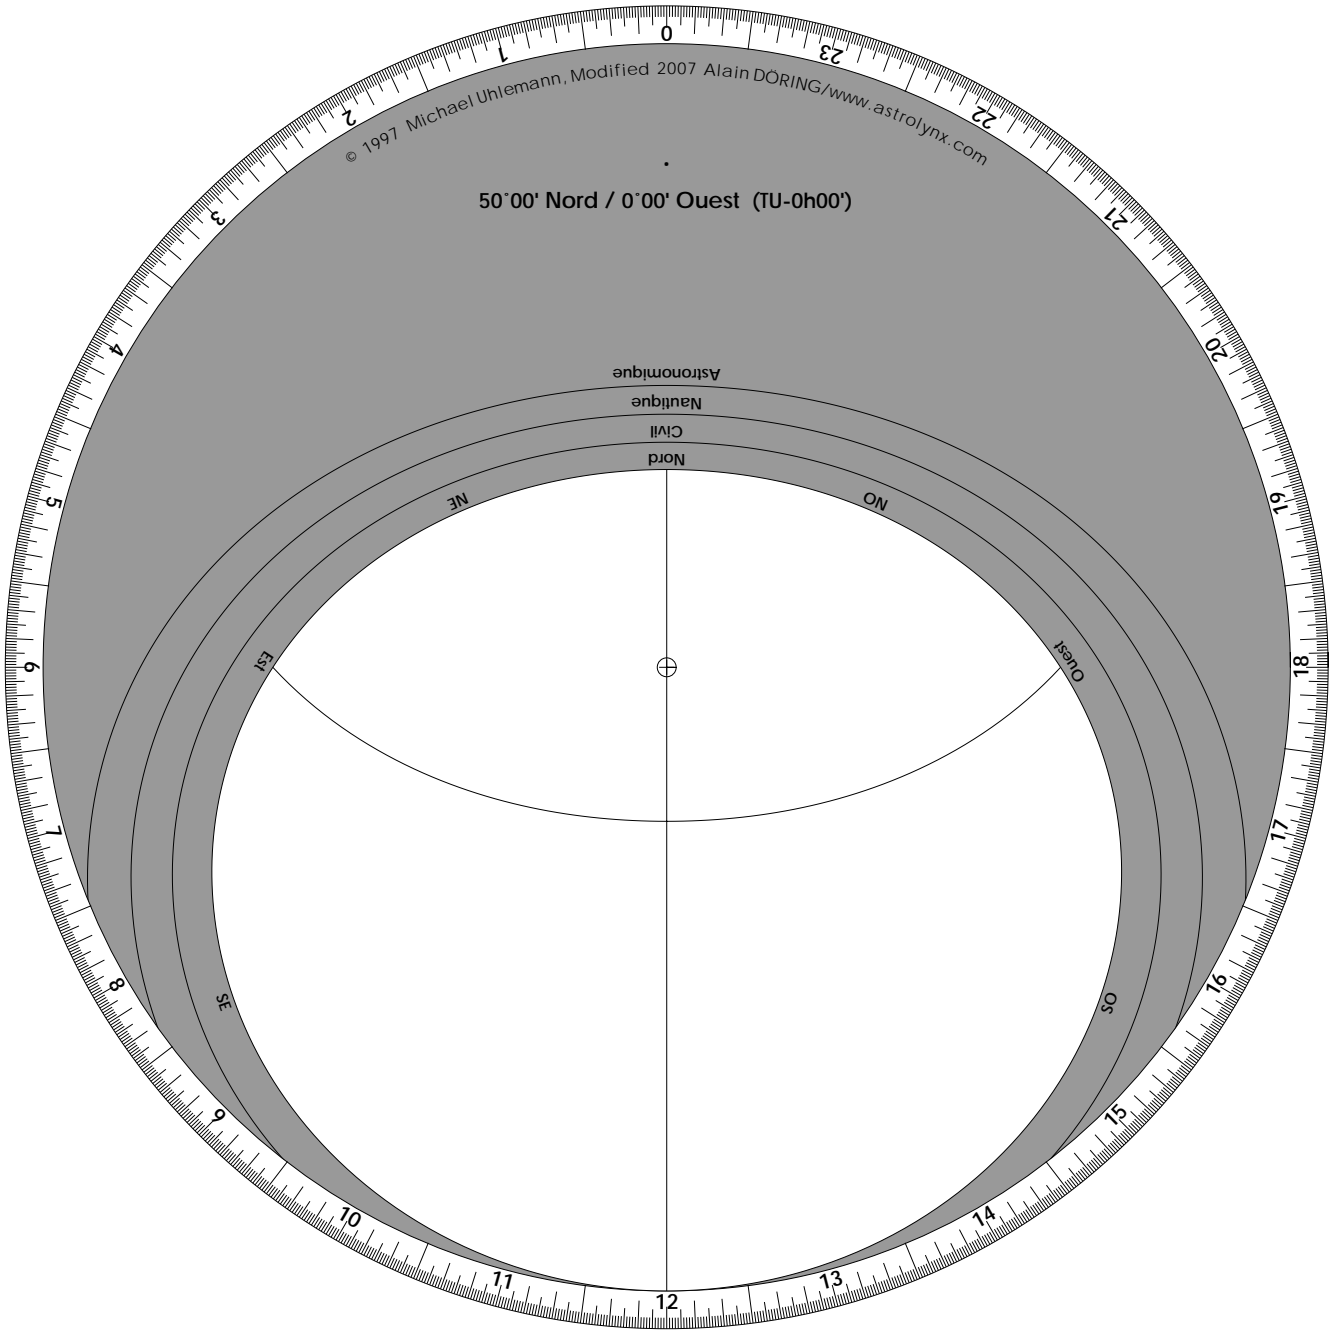 0
23
22
21
20
19
18
17
16
15
14
13
12
11
10
9
8
7
6
5
4
3
2
1
© 1997 Michael Uhlemann, Modified 2007 Alain DÖRING/www.astrolynx.com
50°00' Nord / 0°00' Ouest (TU-0h00')
Astronomique
Nautique
Civil
Nord
NE
NO
Est
Ouest
SE
SO